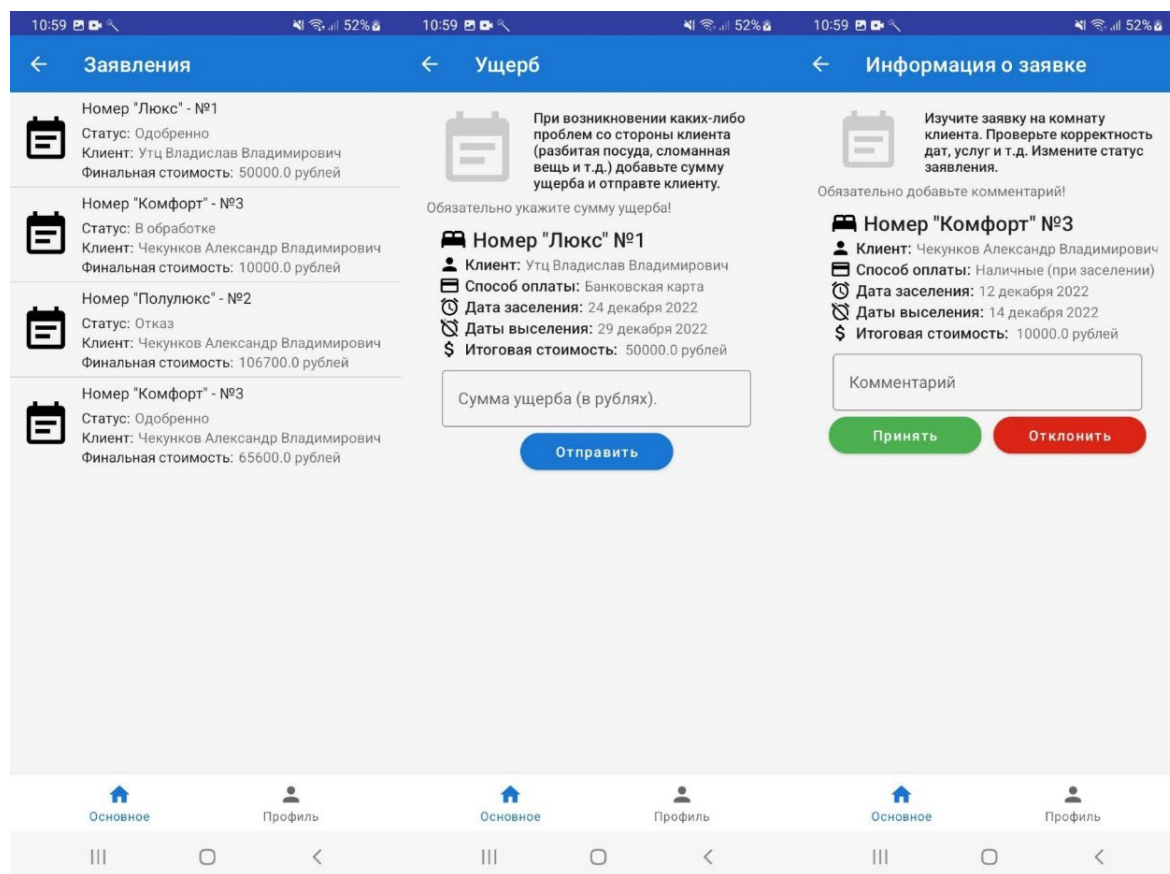 10:59
52%
Заявления
Номер "Люкс" - №1
Статус: Одобренно
Клиент: Утц Владислав Владимирович
Финальная стоимость: 50000.0 рублей
Номер "Комфорт" - №3
Статус: В обработке
Клиент: Чекунков Александр Владимирович
Финальная стоимость: 10000.0 рублей
Номер "Полулюкс" - №2
Статус: Отказ
Клиент: Чекунков Александр Владимирович
Финальная стоимость: 106700.0 рублей
Номер "Комфорт" - №3
Статус: Одобренно
Клиент: Чекунков Александр Владимирович
Финальная стоимость: 65600.0 рублей
Основное
Профиль
10:59
52%
Ущерб
При возникновении каких-либо
проблем со стороны клиента
(разбитая посуда, сломанная
вещь и т.д.) добавьте сумму
ущерба и отправте клиенту.
Обязательно укажите сумму ущерба!
Номер "Люкс" №1
Клиент: Утц Владислав Владимирович
Способ оплаты: Банковская карта
Дата заселения: 24 декабря 2022
Даты выселения: 29 декабря 2022
Итоговая стоимость: 50000.0 рублей
Сумма ущерба (в рублях).
Отправить
Основное
Профиль
10:59
52%
Информация о заявке
Изучите заявку на комнату
клиента. Проверьте корректность
дат, услуг и т.д. Измените статус
заявления.
Обязательно добавьте комментарий!
Номер "Комфорт" №3
Клиент: Чекунков Александр Владимирович
Способ оплаты: Наличные (при заселении)
Дата заселения: 12 декабря 2022
Даты выселения: 14 декабря 2022
Итоговая стоимость: 10000.0 рублей
Комментарий
Принять
Отклонить
Основное
Профиль